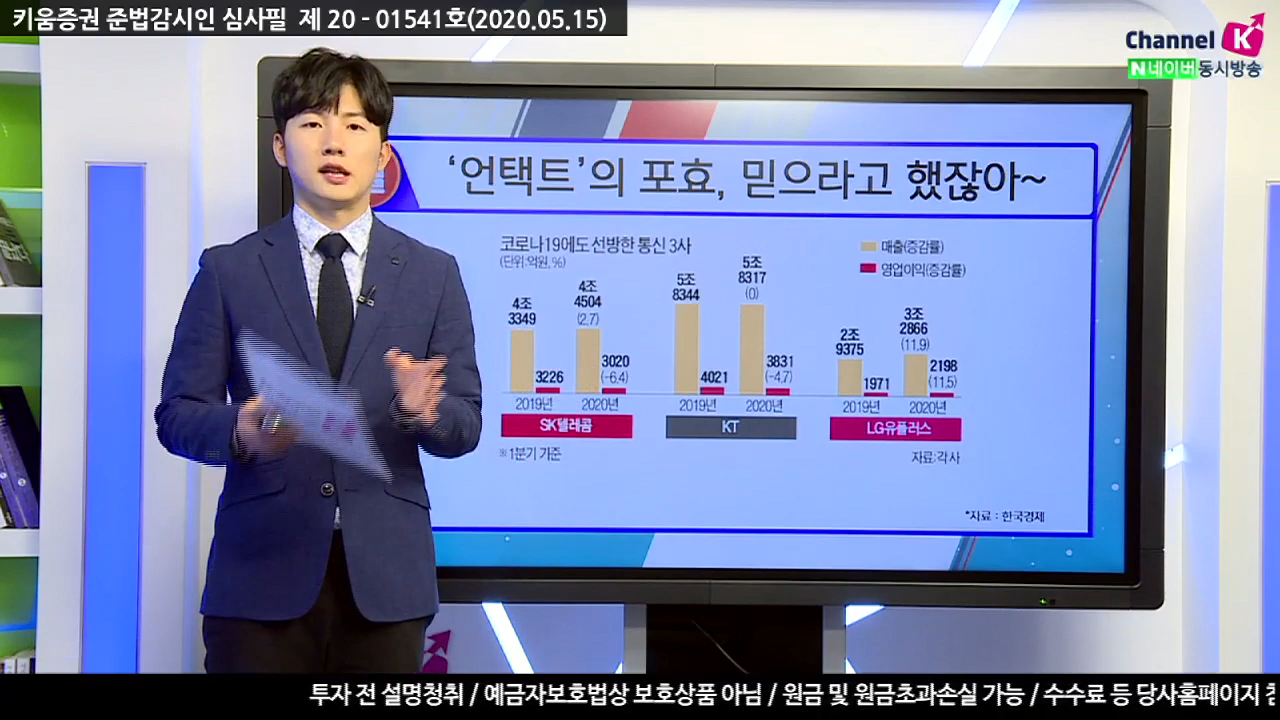 키움증권 준법감시인 심사필 제 20 - 01541호(2020.05.15)
Channel K
N 네이버 동시방송
‘언택트’의 포효, 믿으라고 했잖아~
코로나19에도 선방한 통신 3사
(단위:억원, %)
매출(증감률)
영업이익(증감률)
4조
3349
3226
2019년
4조
4504
(2.7)
3020
(-6.4)
2020년
SK텔레콤
5조
8344
4021
2019년
5조
8317
(0)
3831
(-4.7)
2020년
KT
2조
9375
1971
2019년
3조
2866
(11.9)
2198
(11.5)
2020년
LG유플러스
※1분기 기준
자료:각사
*자료 : 한국경제
투자 전 설명청취 / 예금자보호법상 보호상품 아님 / 원금 및 원금초과손실 가능 / 수수료 등 당사홈페이지